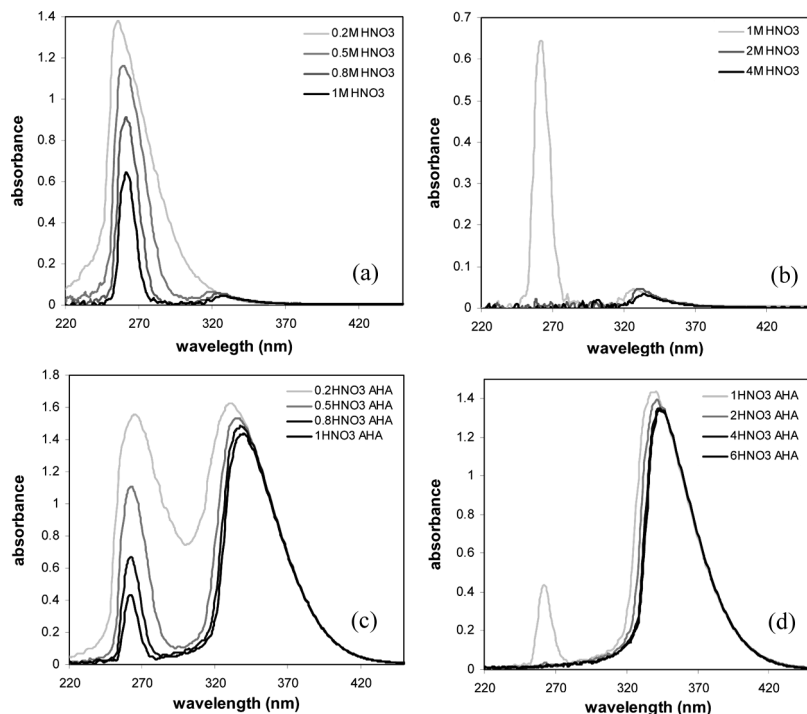 1.4
1.2
1
0.8
0.6
0.4
0.2
0
absorbance
220 270 320 370 420
wavelegth (nm)
0.2M HNO3
0.5M HNO3
0.8M HNO3
1M HNO3
(a)
0.7
0.6
0.5
0.4
0.3
0.2
0.1
0
absorbance
220 270 320 370 420
wavelegth (nm)
1M HNO3
2M HNO3
4M HNO3
(b)
1.8
1.6
1.4
1.2
1
0.8
0.6
0.4
0.2
0
absorbance
220 270 320 370 420
wavelength (nm)
0.2HNO3 AHA
0.5HNO3 AHA
0.8HNO3 AHA
1HNO3 AHA
(c)
1.4
1.2
1
0.8
0.6
0.4
0.2
0
absorbance
220 270 320 370 420
wavelength (nm)
1HNO3 AHA
2HNO3 AHA
4HNO3 AHA
6HNO3 AHA
(d)